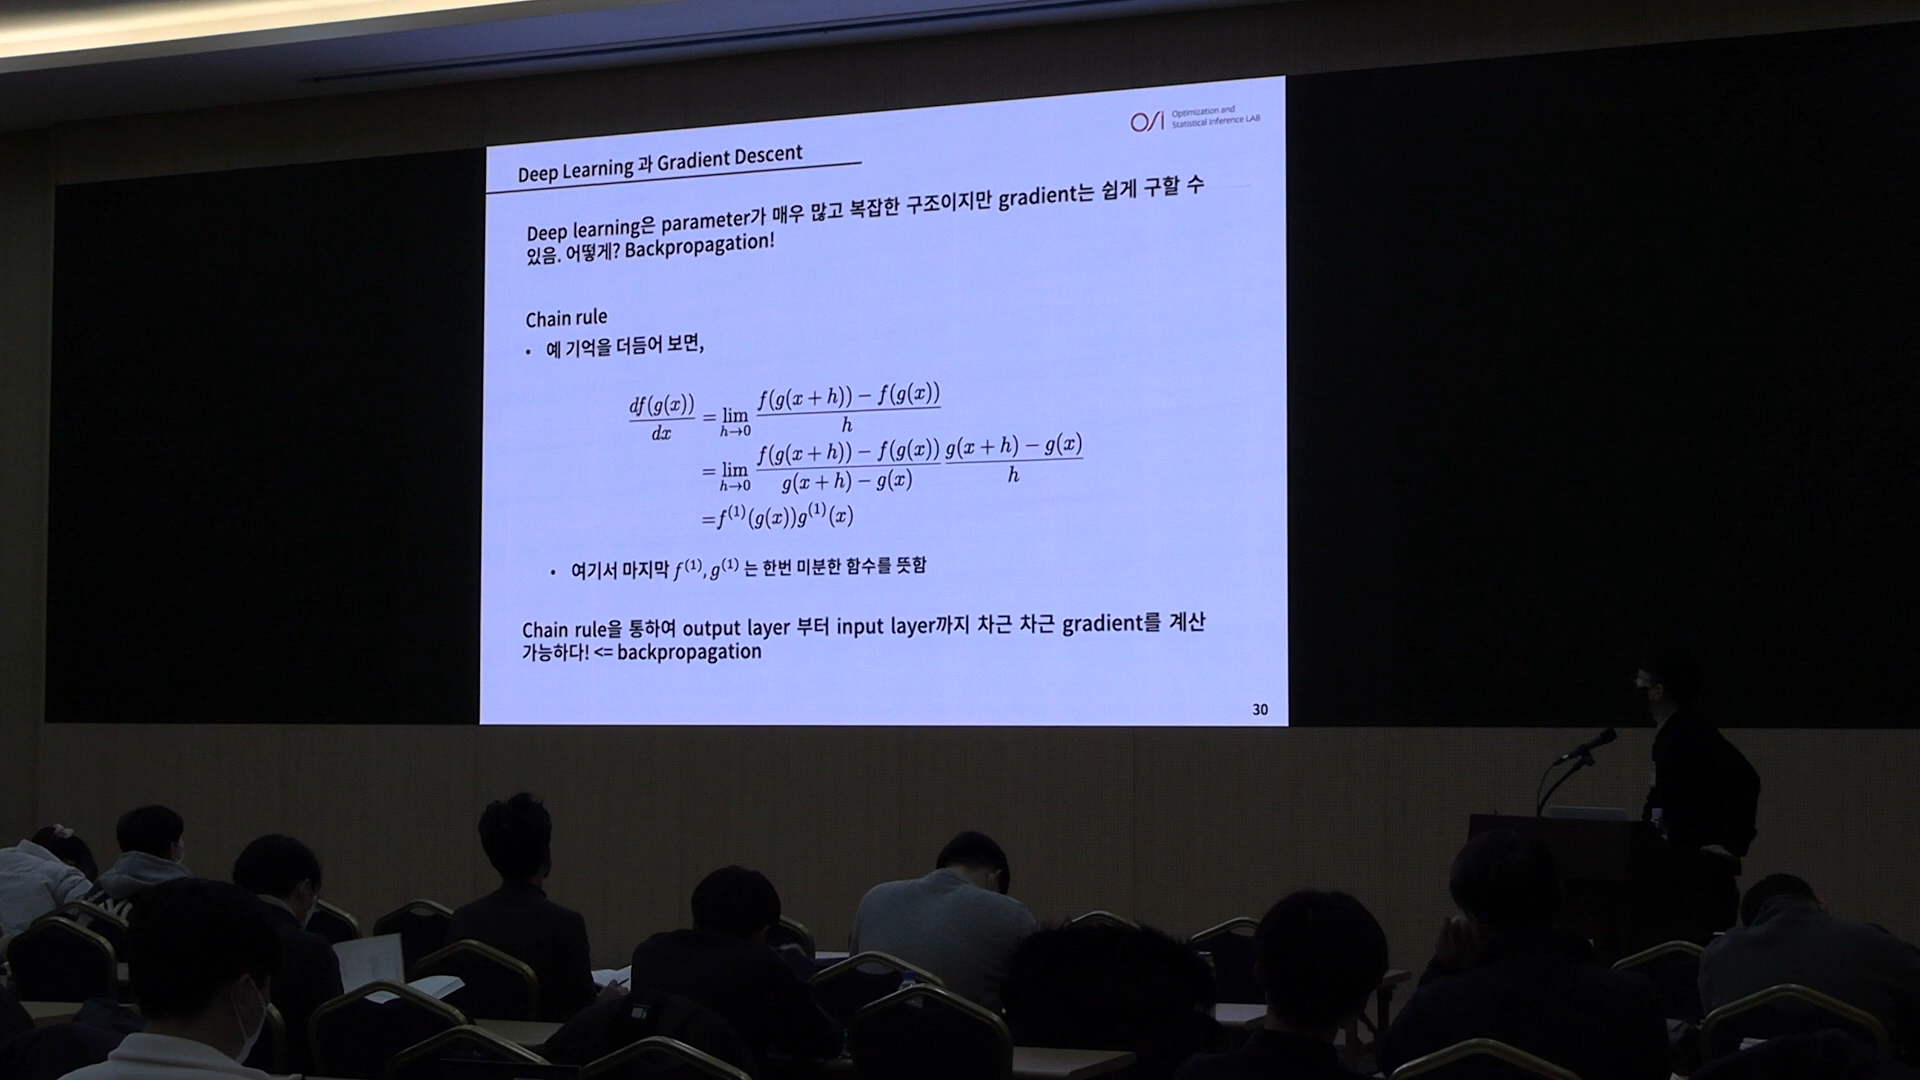 OSI Optimization and
Statistical Inference LAB
Deep Learning 과 Gradient Descent
Deep learning은 parameter가 매우 많고 복잡한 구조이지만 gradient는 쉽게 구할 수
있음. 어떻게? Backpropagation!
Chain rule
• 예 기억을 더듬어 보면,
df(g(x))/dx = lim h→0 f(g(x + h)) − f(g(x))/h
= lim h→0 f(g(x + h)) − f(g(x))/g(x + h) − g(x) g(x + h) − g(x)/h
=f⁽¹⁾(g(x))g⁽¹⁾(x)
• 여기서 마지막 f⁽¹⁾, g⁽¹⁾ 는 한번 미분한 함수를 뜻함
Chain rule을 통하여 output layer 부터 input layer까지 차근 차근 gradient를 계산
가능하다! <= backpropagation
30